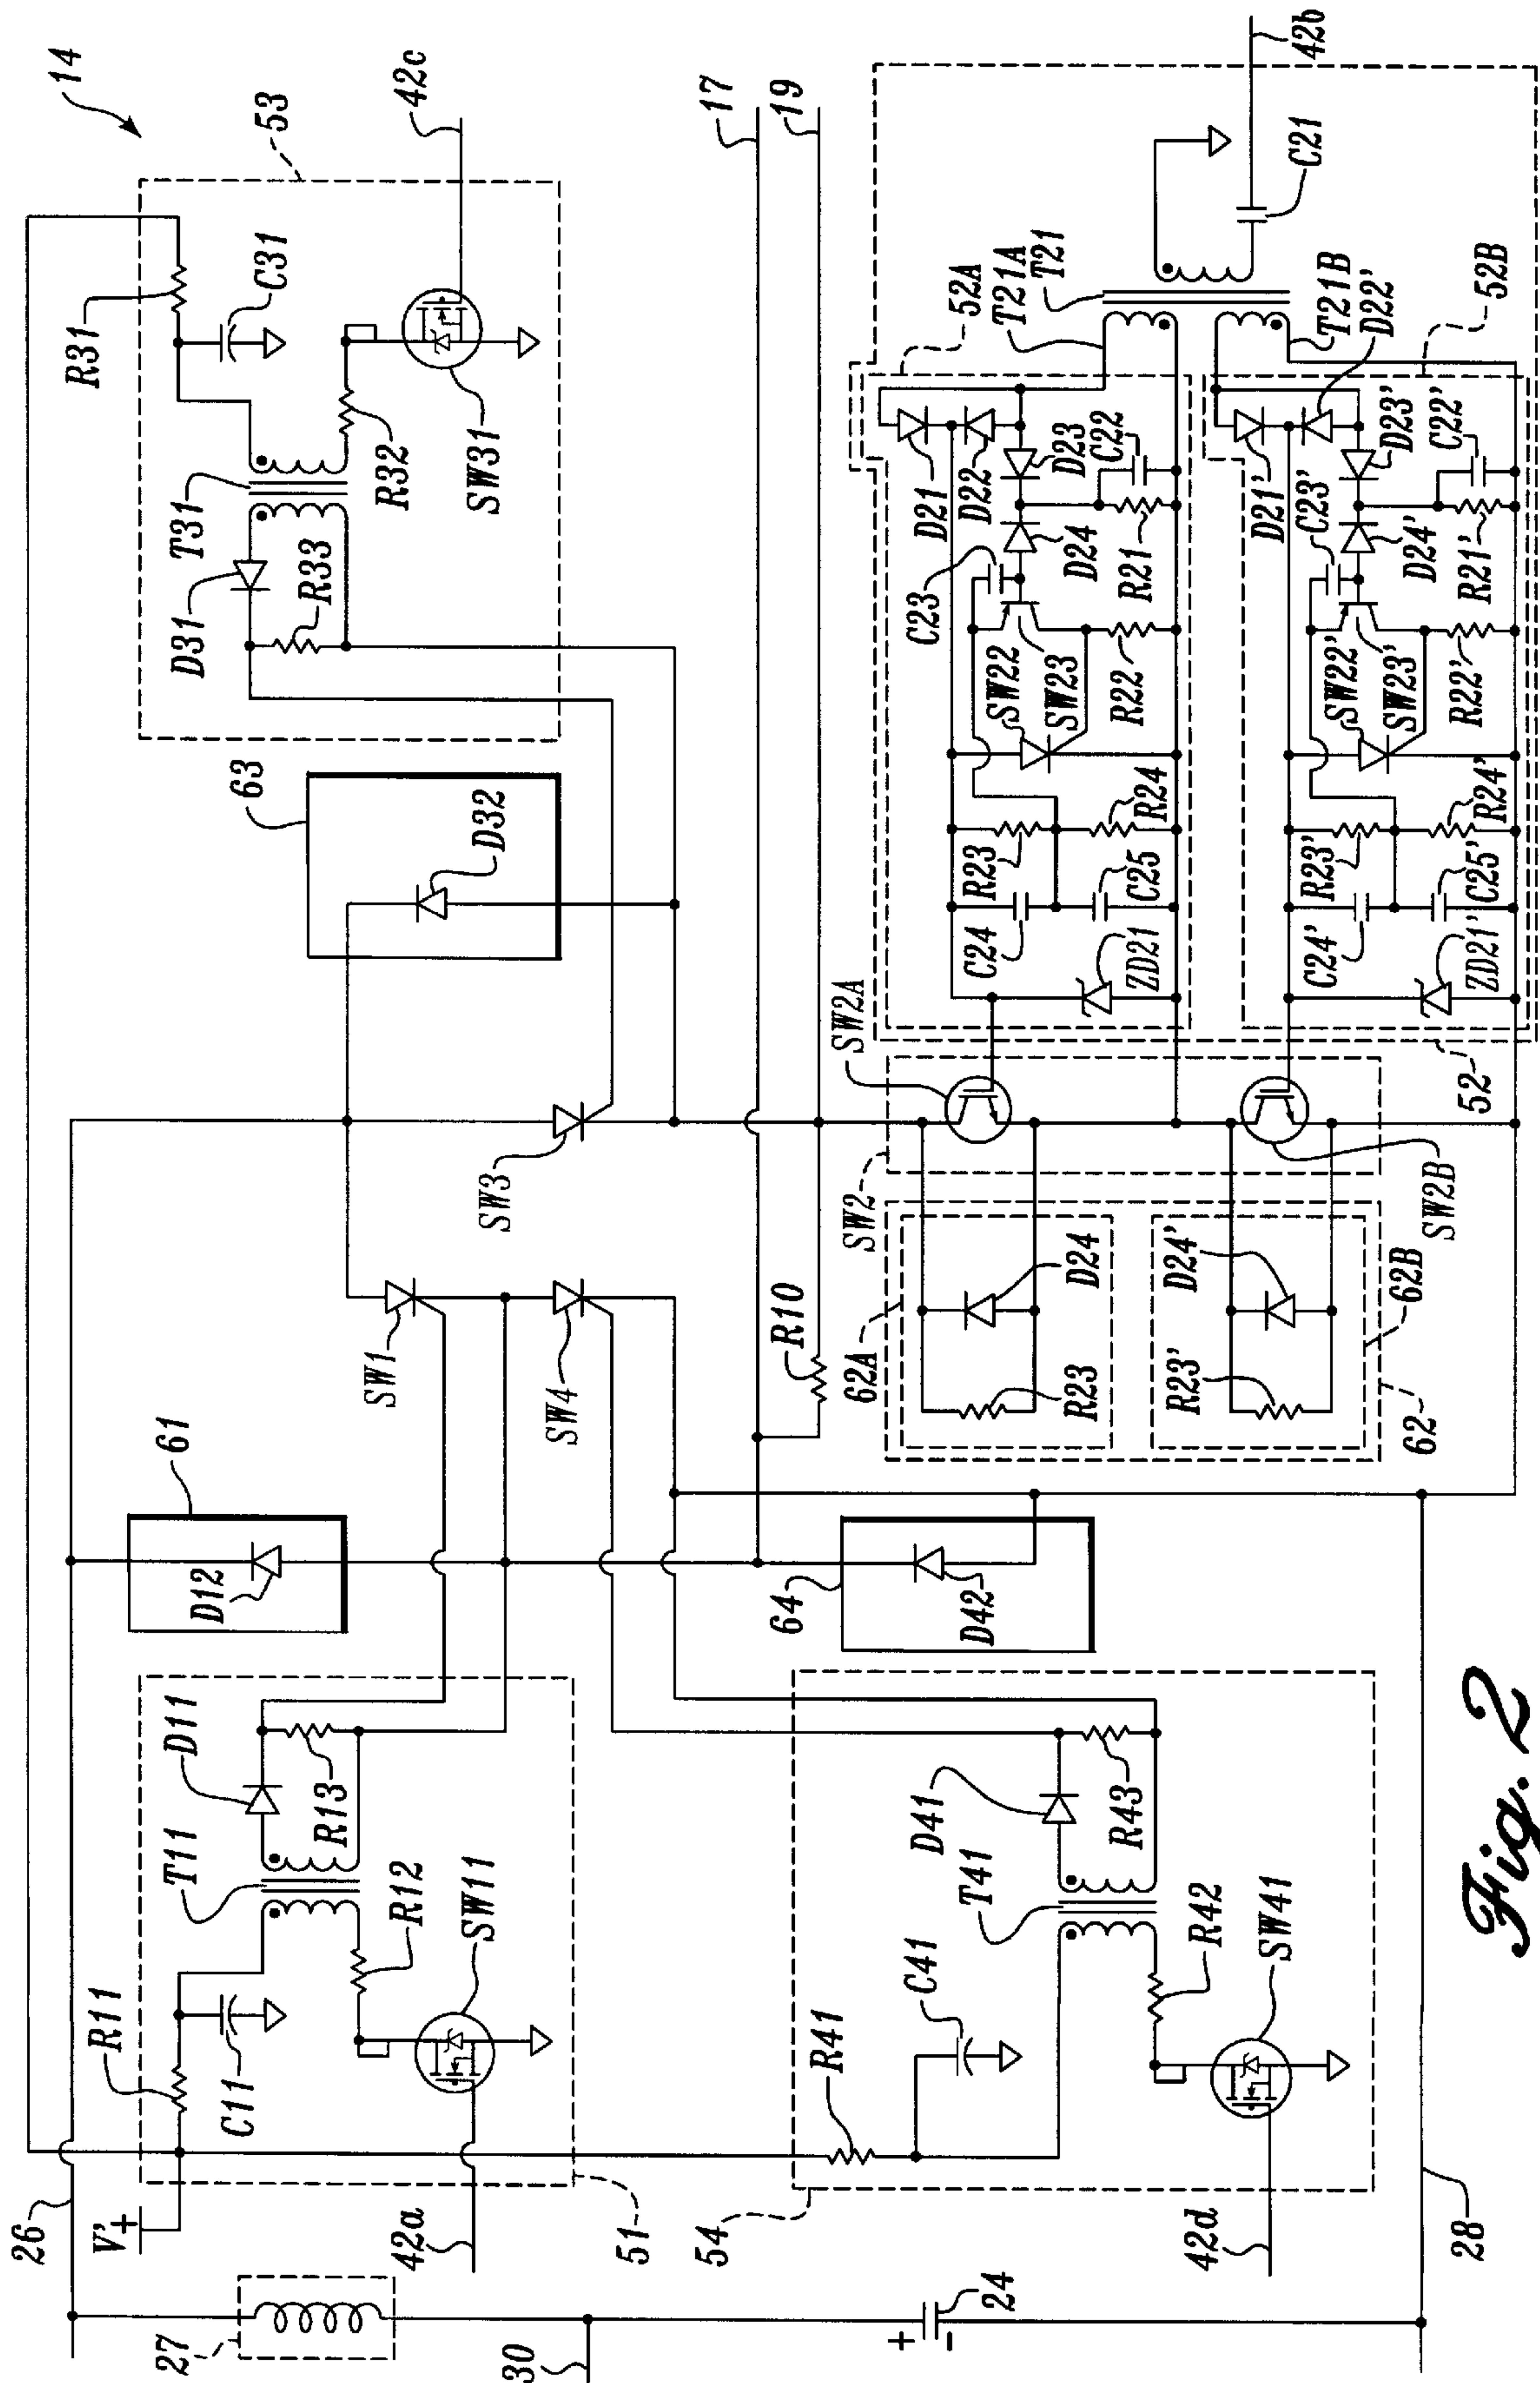 14
53
42c
R31
C31
T31
R32
SW31
D31
R33
17
19
42b
C21
T21
T21A
52A
T21B
D22'
52B
D21
D22
D23
C22
D24
C23
R21
SW22
SW23
R22
R24
R23
C25
C24
ZD21
D21'
D23'
C22'
C23'
D24'
R21'
SW22'
SW23'
R22'
R24'
R23'
C25'
C24'
ZD21'
52
63
D32
SW3
SW2A
SW2
SW2B
SW1
SW4
R10
62A
D24
R23
D24'
62B
R23'
62
61
D12
64
D42
D11
T11
R13
R12
SW11
R11
C11
51
D41
R43
T41
C41
R42
R41
SW41
54
26
V'
+
42a
42d
28
27
30
24
+
-
Fig. 2